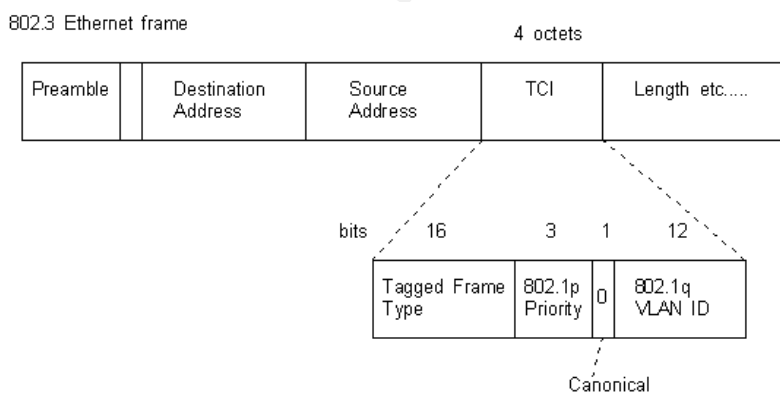 802.3 Ethernet frame
4 octets
Preamble
Destination
Address
Source
Address
TCI
Length etc.....
bits 16 3 1 12
Tagged Frame
Type
802.1p
Priority
0
802.1q
VLAN ID
Canonical